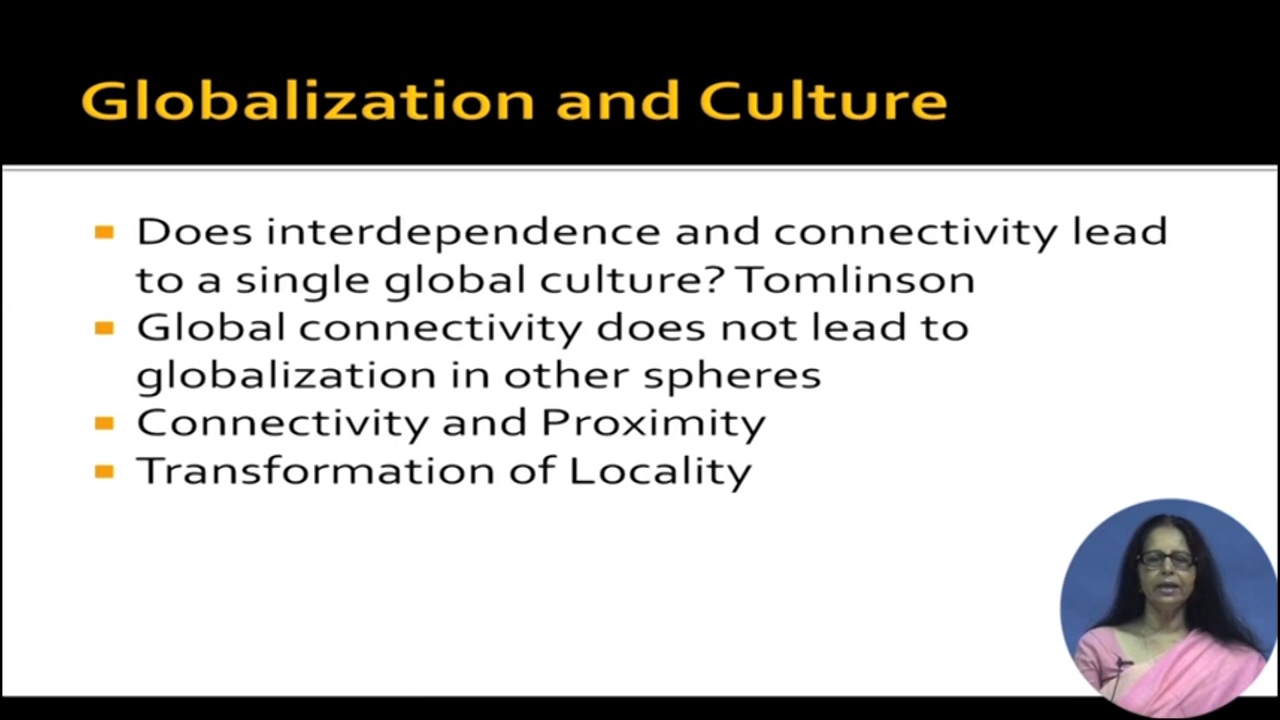 Globalization and Culture
Does interdependence and connectivity lead
to a single global culture? Tomlinson
Global connectivity does not lead to
globalization in other spheres
Connectivity and Proximity
Transformation of Locality